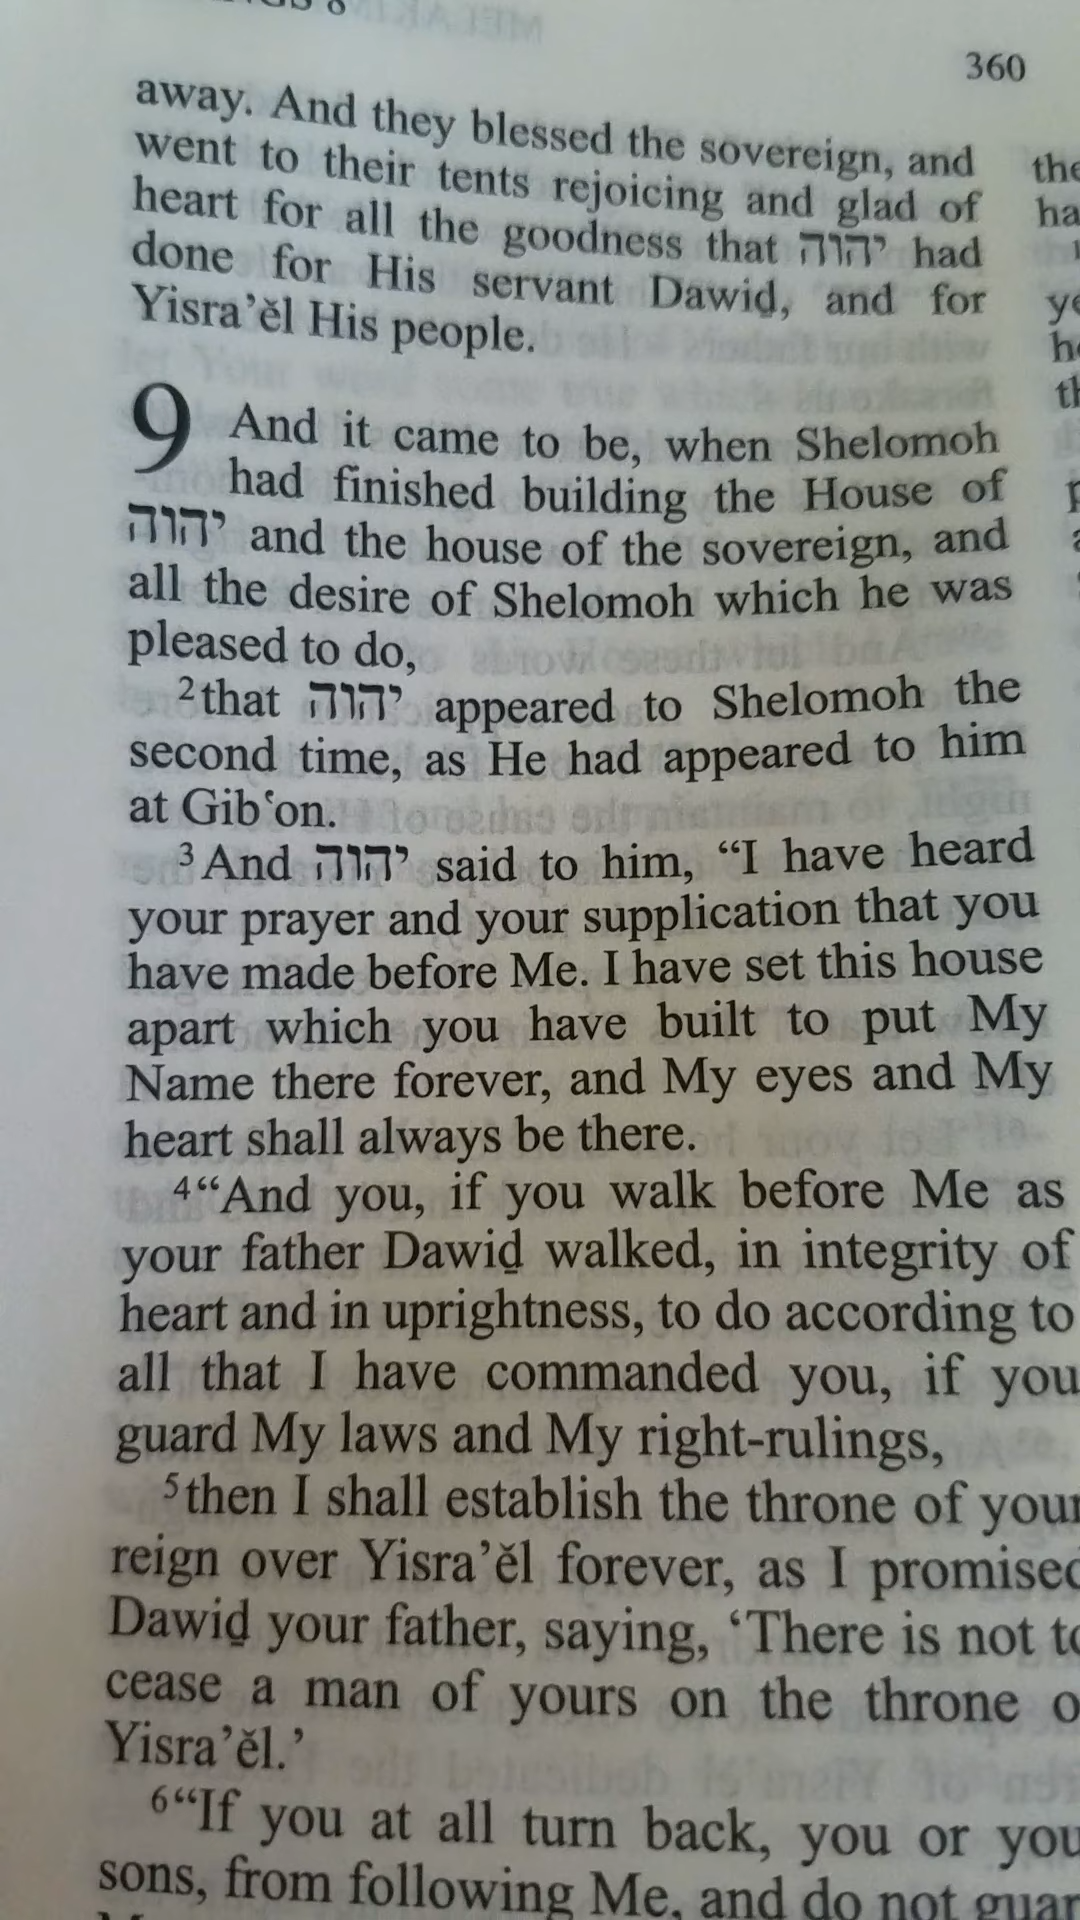 360
away. And they blessed the sovereign, and
went to their tents rejoicing and glad of
heart for all the goodness that יהוה had
done for His servant Dawiḏ, and for
Yisra’ěl His people.
9 And it came to be, when Shelomoh
had finished building the House of
יהוה and the house of the sovereign, and
all the desire of Shelomoh which he was
pleased to do,
2 that יהוה appeared to Shelomoh the
second time, as He had appeared to him
at Gib‛on.
3 And יהוה said to him, “I have heard
your prayer and your supplication that you
have made before Me. I have set this house
apart which you have built to put My
Name there forever, and My eyes and My
heart shall always be there.
4 “And you, if you walk before Me as
your father Dawiḏ walked, in integrity of
heart and in uprightness, to do according to
all that I have commanded you, if you
guard My laws and My right-rulings,
5 then I shall establish the throne of your
reign over Yisra’ěl forever, as I promised
Dawiḏ your father, saying, ‘There is not to
cease a man of yours on the throne o
Yisra’ěl.’
6 “If you at all turn back, you or you
sons, from following Me, and do not guar